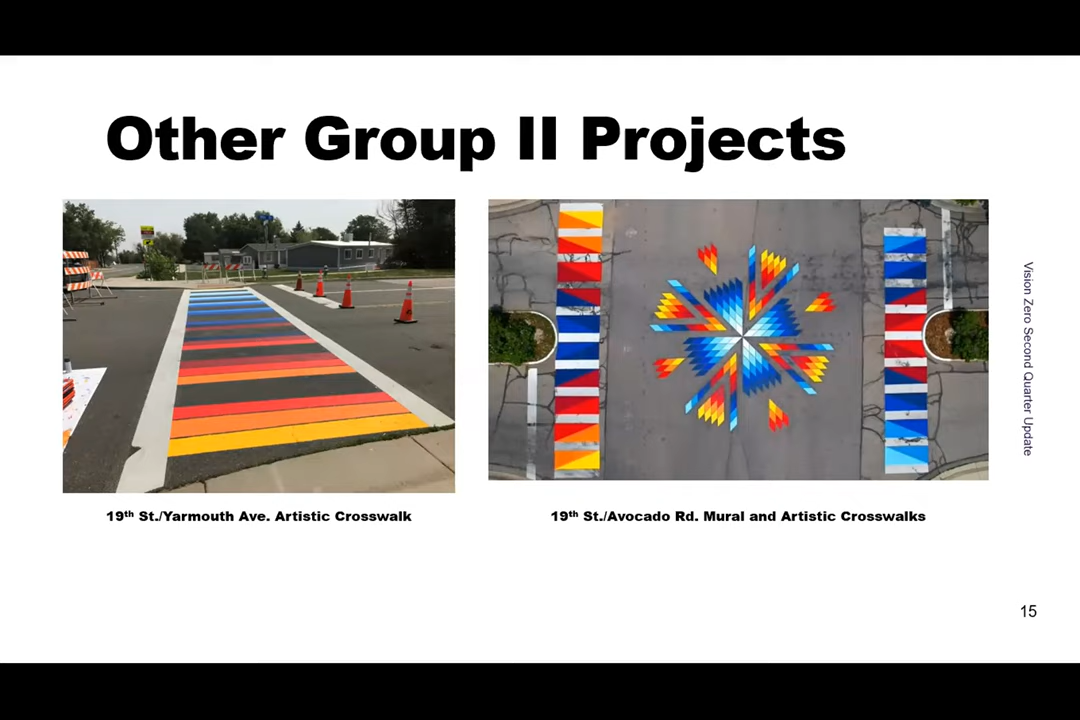 Other Group II Projects
19th St./Yarmouth Ave. Artistic Crosswalk
19th St./Avocado Rd. Mural and Artistic Crosswalks
Vision Zero Second Quarter Update
15